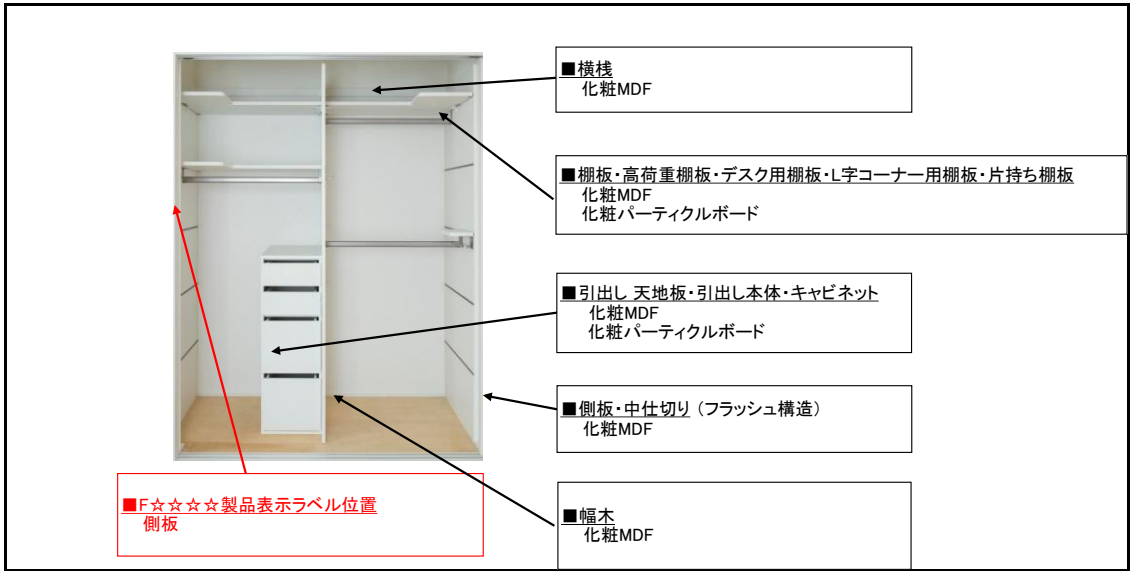 ■横桟
化粧MDF
■棚板・高荷重棚板・デスク用棚板・L字コーナー用棚板・片持ち棚板
化粧MDF
化粧パーティクルボード
■引出し 天地板・引出し本体・キャビネット
化粧MDF
化粧パーティクルボード
■側板・中仕切り（フラッシュ構造）
化粧MDF
■F☆☆☆☆製品表示ラベル位置
側板
■幅木
化粧MDF